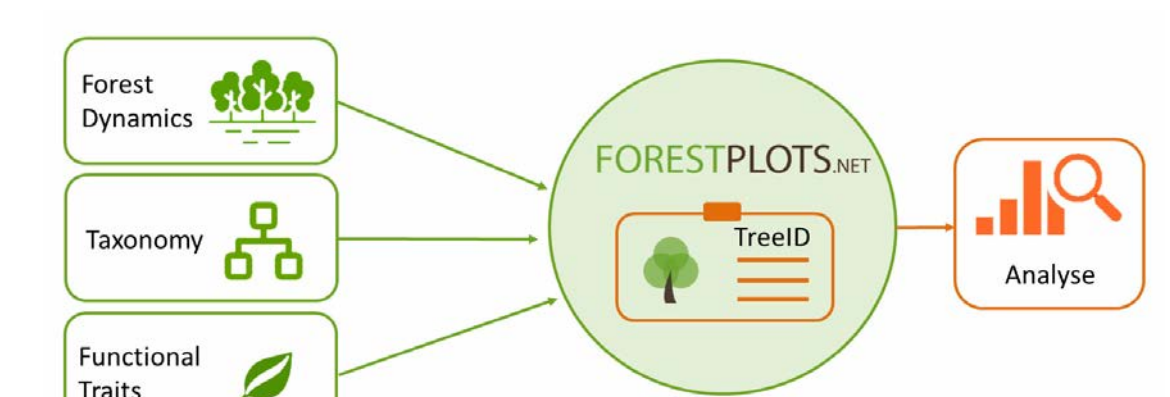 Forest
Dynamics
Taxonomy
Functional
Traits
FORESTPLOTS.NET
TreeID
Analyse